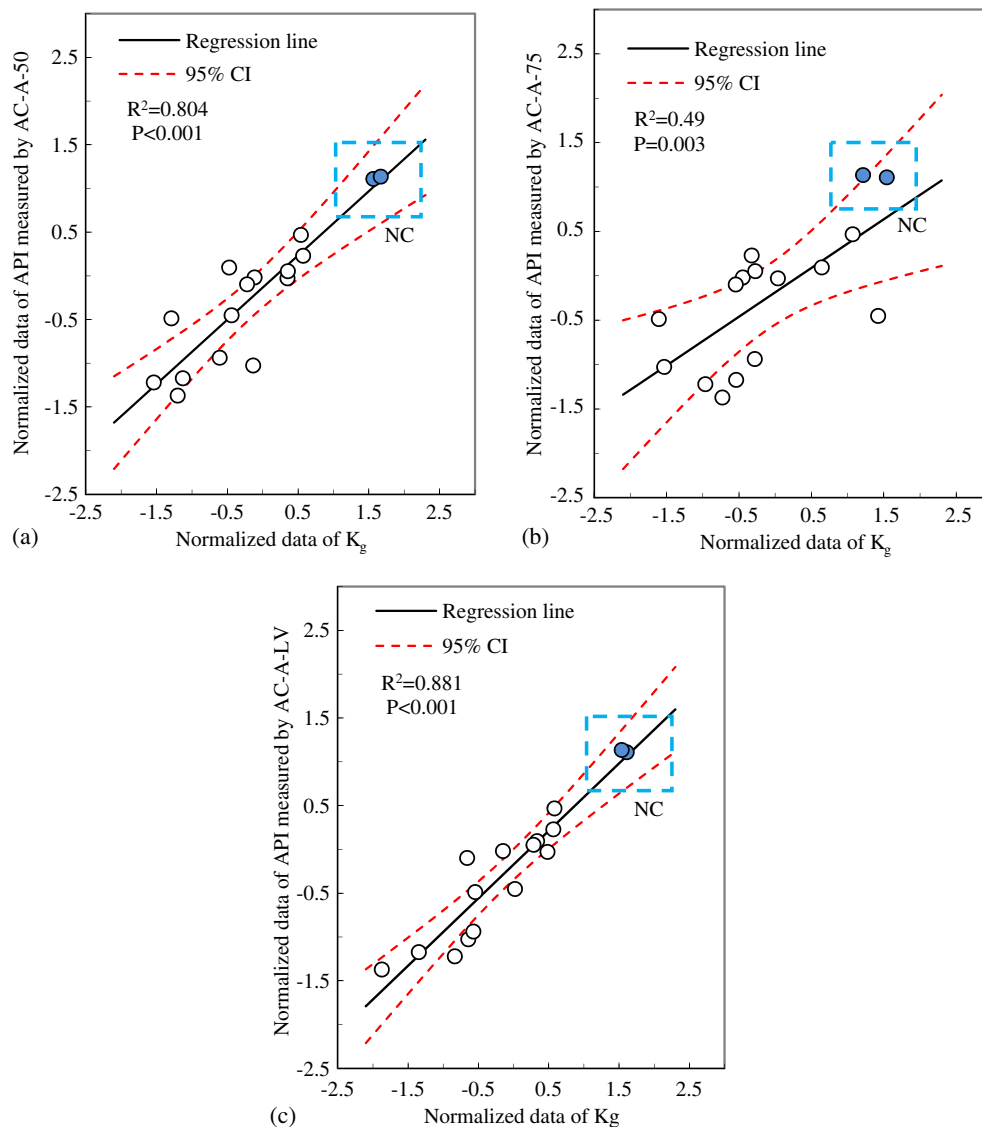 2.5
1.5
0.5
-0.5
-1.5
-2.5
Normalized data of API measured by AC-A-50
Regression line
95% CI
R²=0.804
P<0.001
NC
-2.5 -1.5 -0.5 0.5 1.5 2.5
(a)
Normalized data of Kg
2.5
1.5
0.5
-0.5
-1.5
-2.5
Normalized data of API measured by AC-A-75
Regression line
95% CI
R²=0.49
P=0.003
NC
-2.5 -1.5 -0.5 0.5 1.5 2.5
(b)
Normalized data of Kg
2.5
1.5
0.5
-0.5
-1.5
-2.5
Normalized data of API measured by AC-A-LV
Regression line
95% CI
R²=0.881
P<0.001
NC
-2.5 -1.5 -0.5 0.5 1.5 2.5
(c)
Normalized data of Kg